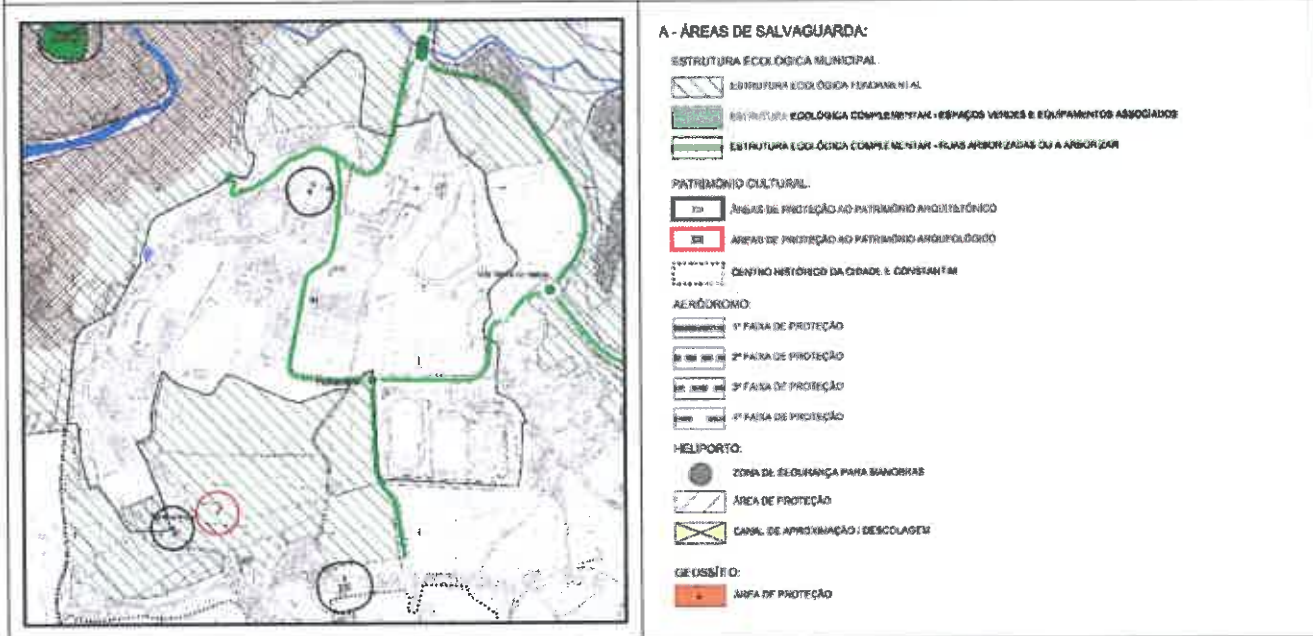 A - ÁREAS DE SALVAGUARDA:
ESTRUTURA ECOLÓGICA MUNICIPAL
ESTRUTURA ECOLÓGICA FUNDAMENTAL
ESTRUTURA ECOLÓGICA COMPLEMENTAR - ESPAÇOS VERDES E EQUIPAMENTOS ASSOCIADOS
ESTRUTURA ECOLÓGICA COMPLEMENTAR - RUAS ARBORIZADAS OU A ARBORIZAR
PATRIMÓNIO CULTURAL:
ÁREAS DE PROTEÇÃO AO PATRIMÓNIO ARQUITETÓNICO
ÁREAS DE PROTEÇÃO AO PATRIMÓNIO ARQUEOLÓGICO
CENTRO HISTÓRICO DA CIDADE E CONSTANTIM
AERÓDROMO:
1ª FAIXA DE PROTEÇÃO
2ª FAIXA DE PROTEÇÃO
3ª FAIXA DE PROTEÇÃO
4ª FAIXA DE PROTEÇÃO
HELIPORTO:
ZONA DE SEGURANÇA PARA MANOBRAS
ÁREA DE PROTEÇÃO
CANAL DE APROXIMAÇÃO / DESCOLAGEM
GEOSSÍTIO:
ÁREA DE PROTEÇÃO